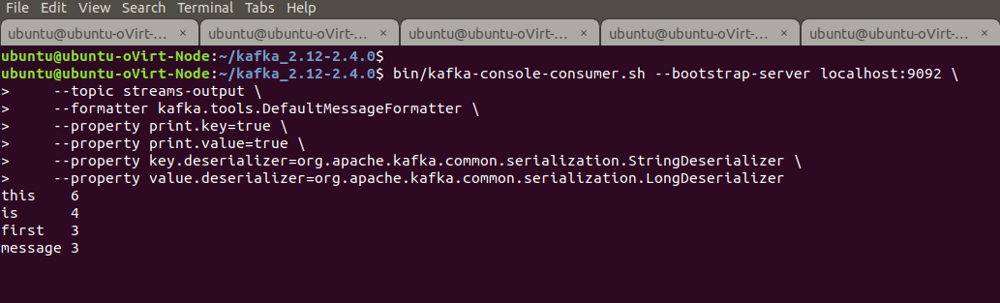 File Edit View Search Terminal Tabs Help
ubuntu@ubuntu-oVirt-... × ubuntu@ubuntu-oVirt-... × ubuntu@ubuntu-oVirt-... × ubuntu@ubuntu-oVirt-... × ubuntu@ubuntu-oVirt-... ×
ubuntu@ubuntu-oVirt-Node:~/kafka_2.12-2.4.0$
ubuntu@ubuntu-oVirt-Node:~/kafka_2.12-2.4.0$ bin/kafka-console-consumer.sh --bootstrap-server localhost:9092 \
>     --topic streams-output \
>     --formatter kafka.tools.DefaultMessageFormatter \
>     --property print.key=true \
>     --property print.value=true \
>     --property key.deserializer=org.apache.kafka.common.serialization.StringDeserializer \
>     --property value.deserializer=org.apache.kafka.common.serialization.LongDeserializer
this    6
is      4
first   3
message 3